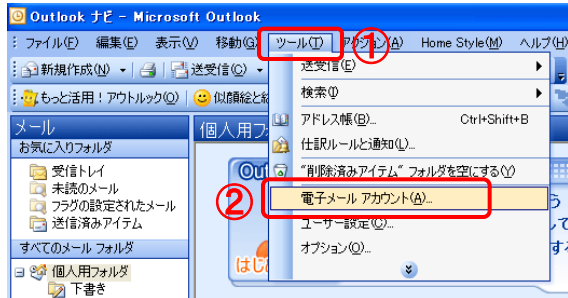 Outlook ナビ - Microsoft Outlook
ファイル(F) 編集(E) 表示(V) 移動(G) ツール(T) アクション(A) Home Style(M) ヘルプ(H
新規作成(N) 送受信(C)
もっと活用！アウトルック(O) 似顔絵と絵
①
送受信(E)
検索(I)
アドレス帳(B)... Ctrl+Shift+B
仕訳ルールと通知(L)...
"削除済みアイテム" フォルダを空にする(Y)
②
電子メール アカウント(A)...
ユーザー設定(C)...
オプション(O)...
メール
お気に入りフォルダ
受信トレイ
未読のメール
フラグの設定されたメール
送信済みアイテム
すべてのメール フォルダ
個人用フォルダ
下書き
個人用フ
Out
はじ
う
て
す